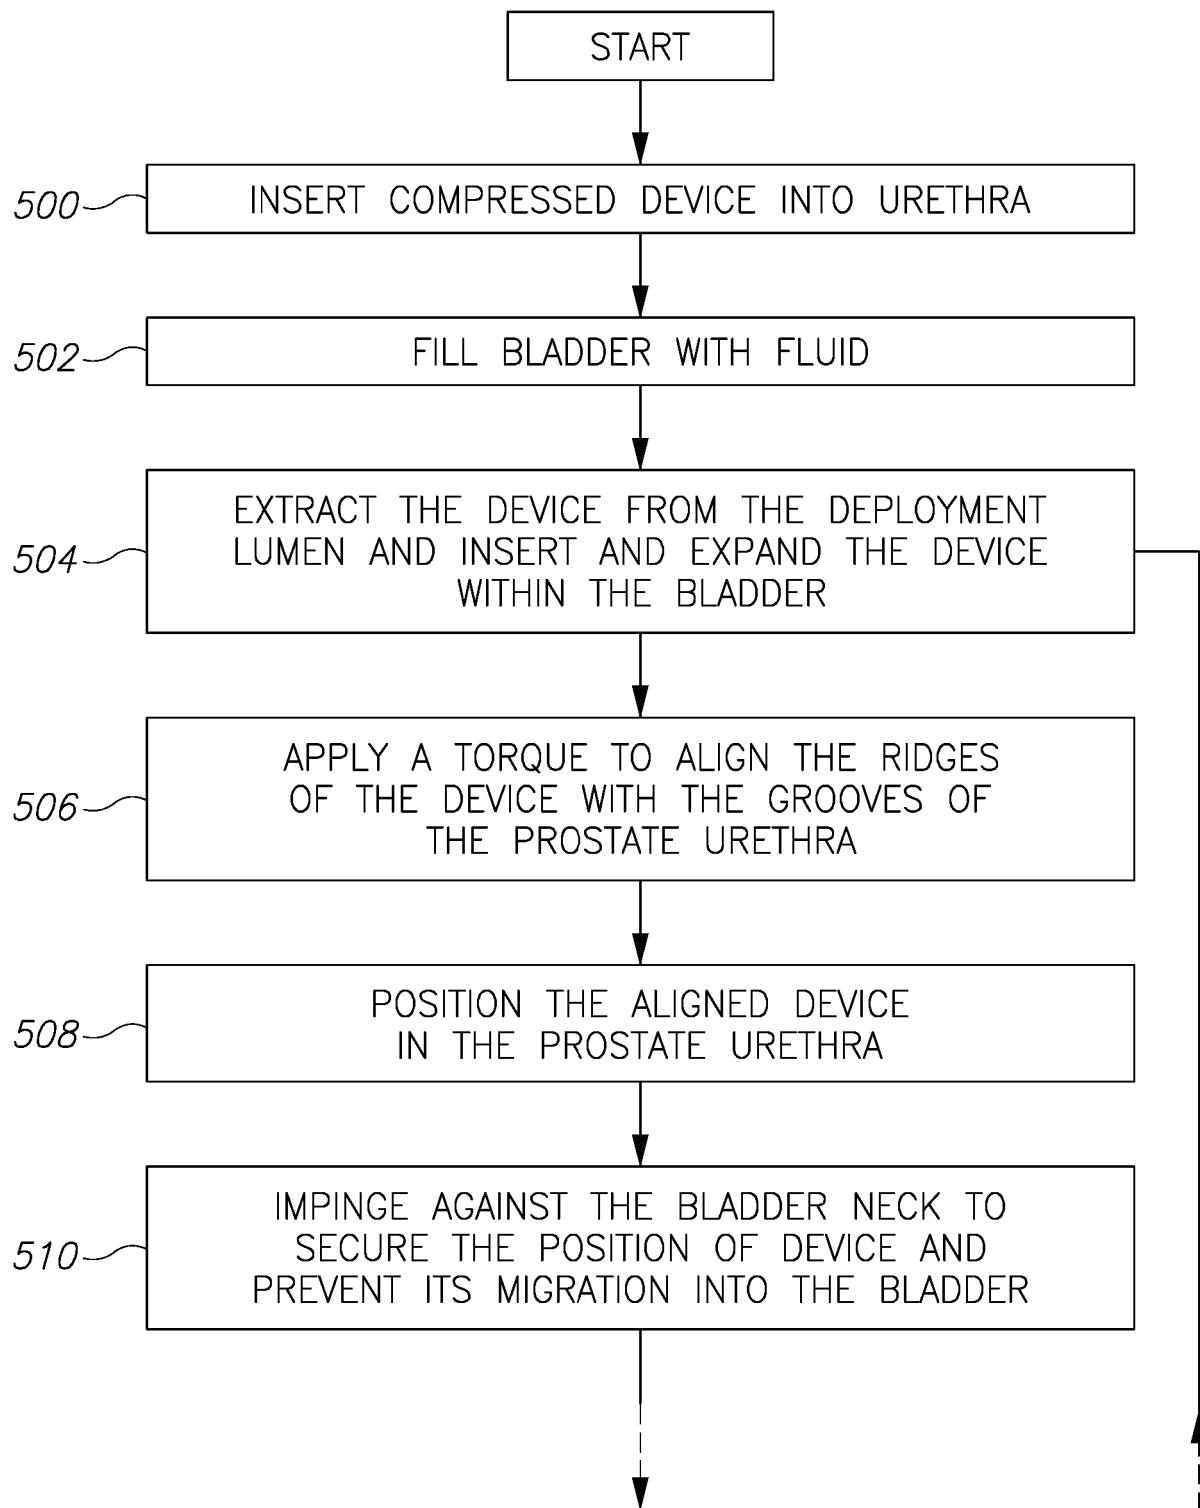 START
500
INSERT COMPRESSED DEVICE INTO URETHRA
502
FILL BLADDER WITH FLUID
504
EXTRACT THE DEVICE FROM THE DEPLOYMENT
LUMEN AND INSERT AND EXPAND THE DEVICE
WITHIN THE BLADDER
506
APPLY A TORQUE TO ALIGN THE RIDGES
OF THE DEVICE WITH THE GROOVES OF
THE PROSTATE URETHRA
508
POSITION THE ALIGNED DEVICE
IN THE PROSTATE URETHRA
510
IMPINGE AGAINST THE BLADDER NECK TO
SECURE THE POSITION OF DEVICE AND
PREVENT ITS MIGRATION INTO THE BLADDER